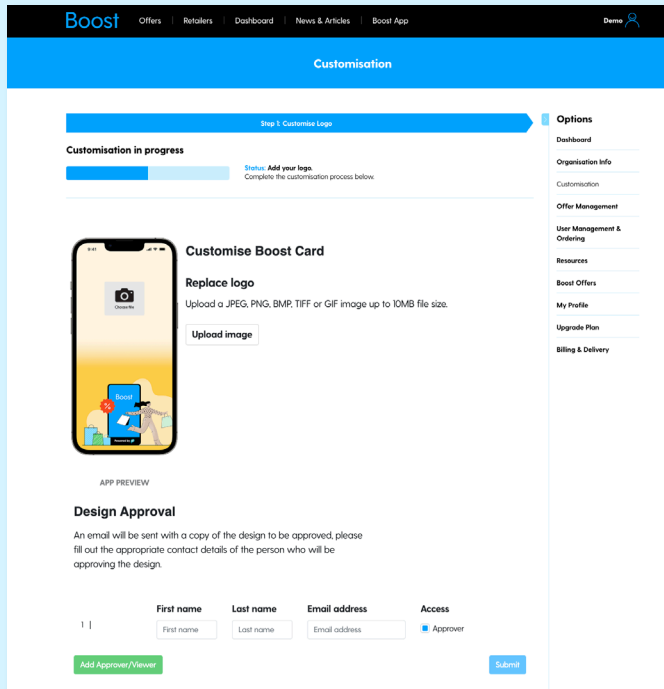 Boost
Offers
Retailers
Dashboard
News & Articles
Boost App
Demo
Customisation
Step 1: Customise Logo
Customisation in progress
Status: Add your logo.
Complete the customisation process below.
Options
Dashboard
Organisation Info
Customisation
Offer Management
User Management &
Ordering
Resources
Boost Offers
My Profile
Upgrade Plan
Billing & Delivery
9:41
Choose file
Boost
%
Powered by
APP PREVIEW
Customise Boost Card
Replace logo
Upload a JPEG, PNG, BMP, TIFF or GIF image up to 10MB file size.
Upload image
Design Approval
An email will be sent with a copy of the design to be approved, please
fill out the appropriate contact details of the person who will be
approving the design.
First name
Last name
Email address
Access
1 |
First name
Last name
Email address
Approver
Add Approver/Viewer
Submit